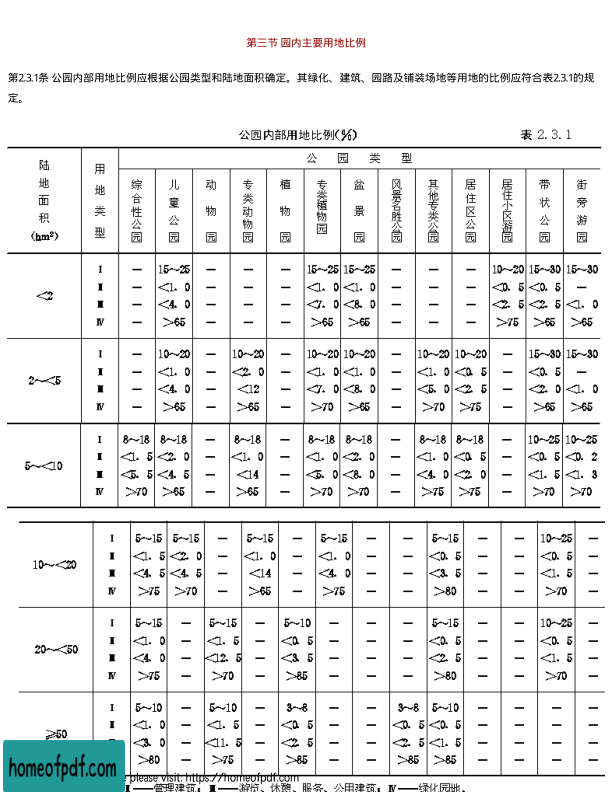 第三节 园内主要用地比例
第2.3.1条 公园内部用地比例应根据公园类型和陆地面积确定。其绿化、建筑、园路及铺装场地等用地的比例应符合表2.3.1的规
定。
公园内部用地比例(%) 表 2.3.1
陆地面积(hm²) 用地类型 公园类型
综合性公园 儿童公园 动物园 专类动物园 植物园 专类植物园 盆景园 风景名胜公园 其他专类公园 居住区公园 居住小区游园 带状公园 街旁游园
<2
Ⅰ — 15~25 — — — 15~25 15~25 — — — 10~20 15~30 15~30
Ⅱ — <1.0 — — — <1.0 <1.0 — — — <0.5 <0.5 —
Ⅲ — <4.0 — — — <7.0 <8.0 — — — <2.5 <2.5 <1.0
Ⅳ — >65 — — — >65 >65 — — — >75 >65 >65
2~<5
Ⅰ — 10~20 — 10~20 — 10~20 10~20 — 10~20 10~20 — 15~30 15~30
Ⅱ — <1.0 — <2.0 — <1.0 <1.0 — <1.0 <0.5 — <0.5 —
Ⅲ — <4.0 — <12 — <7.0 <8.0 — <5.0 <2.5 — <2.0 <1.0
Ⅳ — >65 — >65 — >70 >65 — >70 >75 — >65 >65
5~<10
Ⅰ 8~18 8~18 — 8~18 — 8~18 8~18 — 8~18 8~18 — 10~25 10~25
Ⅱ <1.5 <2.0 — <1.0 — <1.0 <2.0 — <1.0 <0.5 — <0.5 <0.2
Ⅲ <5.5 <4.5 — <14 — <5.0 <8.0 — <4.0 <2.0 — <1.5 <1.3
Ⅳ >70 >65 — >65 — >70 >70 — >75 >75 — >70 >70
10~<20
Ⅰ 5~15 5~15 — 5~15 — 5~15 — — 5~15 — — 10~25 —
Ⅱ <1.5 <2.0 — <1.0 — <1.0 — — <0.5 — — <0.5 —
Ⅲ <4.5 <4.5 — <14 — <4.0 — — <3.5 — — <1.5 —
Ⅳ >75 >70 — >65 — >75 — — >80 — — >70 —
20~<50
Ⅰ 5~15 — 5~15 — 5~10 — — — 5~15 — — 10~25 —
Ⅱ <1.0 — <1.5 — <0.5 — — — <0.5 — — <0.5 —
Ⅲ <4.0 — <12.5 — <3.5 — — — <2.5 — — <1.5 —
Ⅳ >75 — >70 — >85 — — — >80 — — >70 —
≥50
Ⅰ 5~10 — 5~10 — 3~8 — — 3~8 5~10 — — — —
Ⅱ <1.0 — <1.5 — <0.5 — — <0.5 <0.5 — — — —
Ⅲ <3.0 — <11.5 — <2.5 — — <2.5 <1.5 — — — —
Ⅳ >80 — >75 — >85 — — >85 >85 — — — —
homeofpdf.com
please visit: https://homeofpdf.com
Ⅱ——管理建筑；Ⅲ——游览、休憩、服务、公用建筑；Ⅳ——绿化园地。